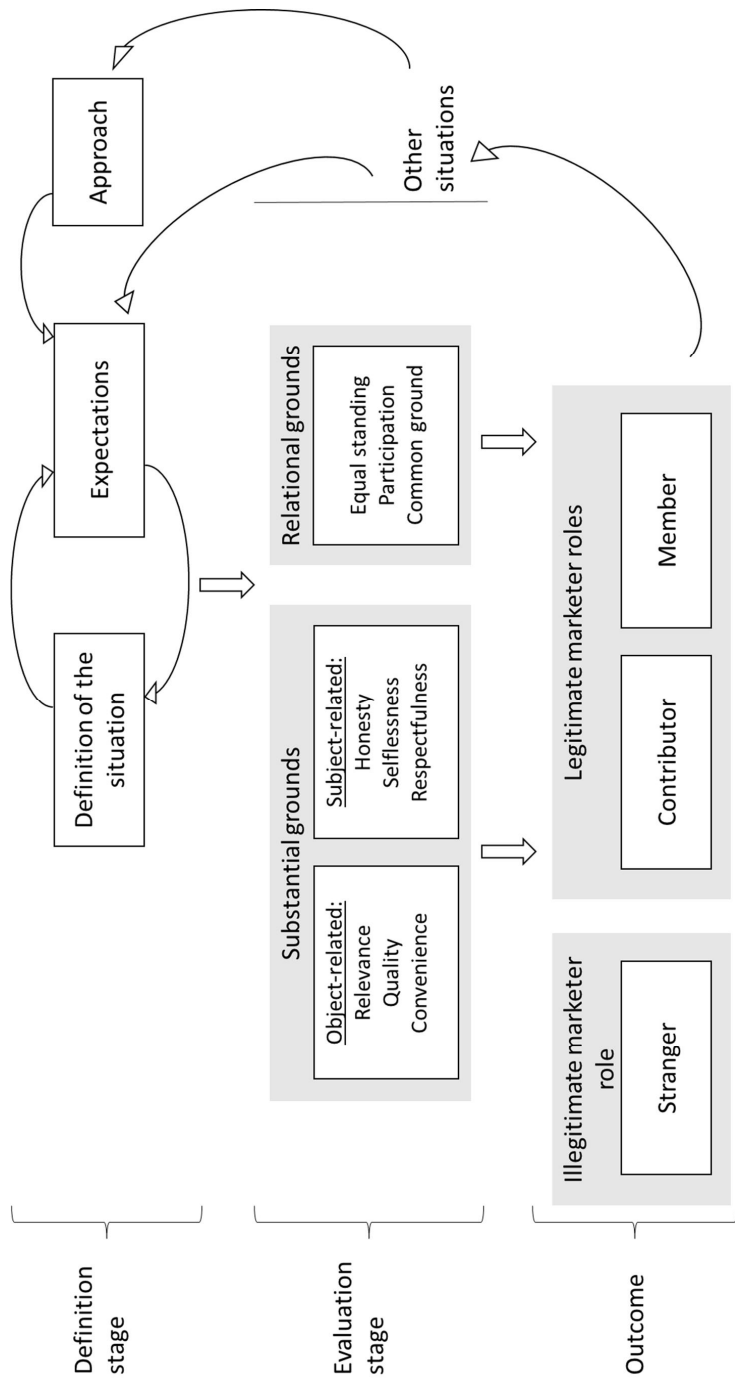 Definition
stage
Definition of the
situation
Expectations
Approach
Evaluation
stage
Substantial grounds
Object-related:
Relevance
Quality
Convenience
Subject-related:
Honesty
Selflessness
Respectfulness
Relational grounds
Equal standing
Participation
Common ground
Other
situations
Outcome
Illegitimate marketer
role
Stranger
Legitimate marketer roles
Contributor
Member